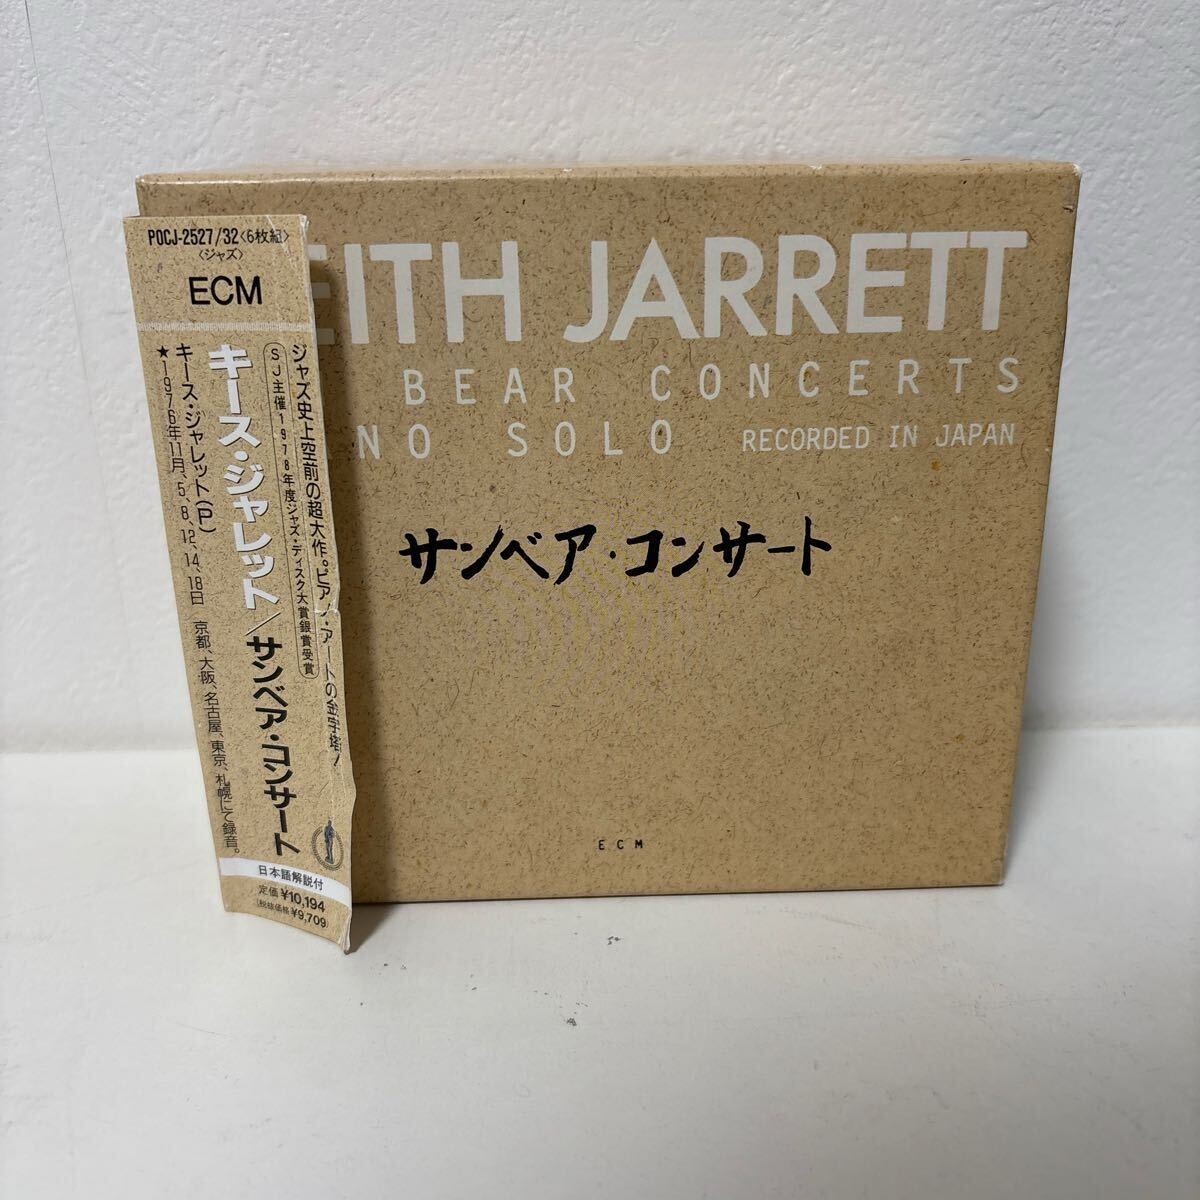 POCJ-2527/32〈6枚組〉
〈ジャズ〉
ECM
ジャズ史上空前の超大作。ピアノ・アートの金字塔！
SJ主催1978年度ジャズ・ディスク大賞銀賞受賞
キース・ジャレット／サンベア・コンサート
キース・ジャレット(P)
★1976年11月、5、8、12、14、18日 京都、大阪、名古屋、東京、札幌にて録音。
日本語解説付
定価¥10,194
(税抜価格¥9,709)
EITH JARRETT
BEAR CONCERTS
NO SOLO RECORDED IN JAPAN
サンベア・コンサート
ECM